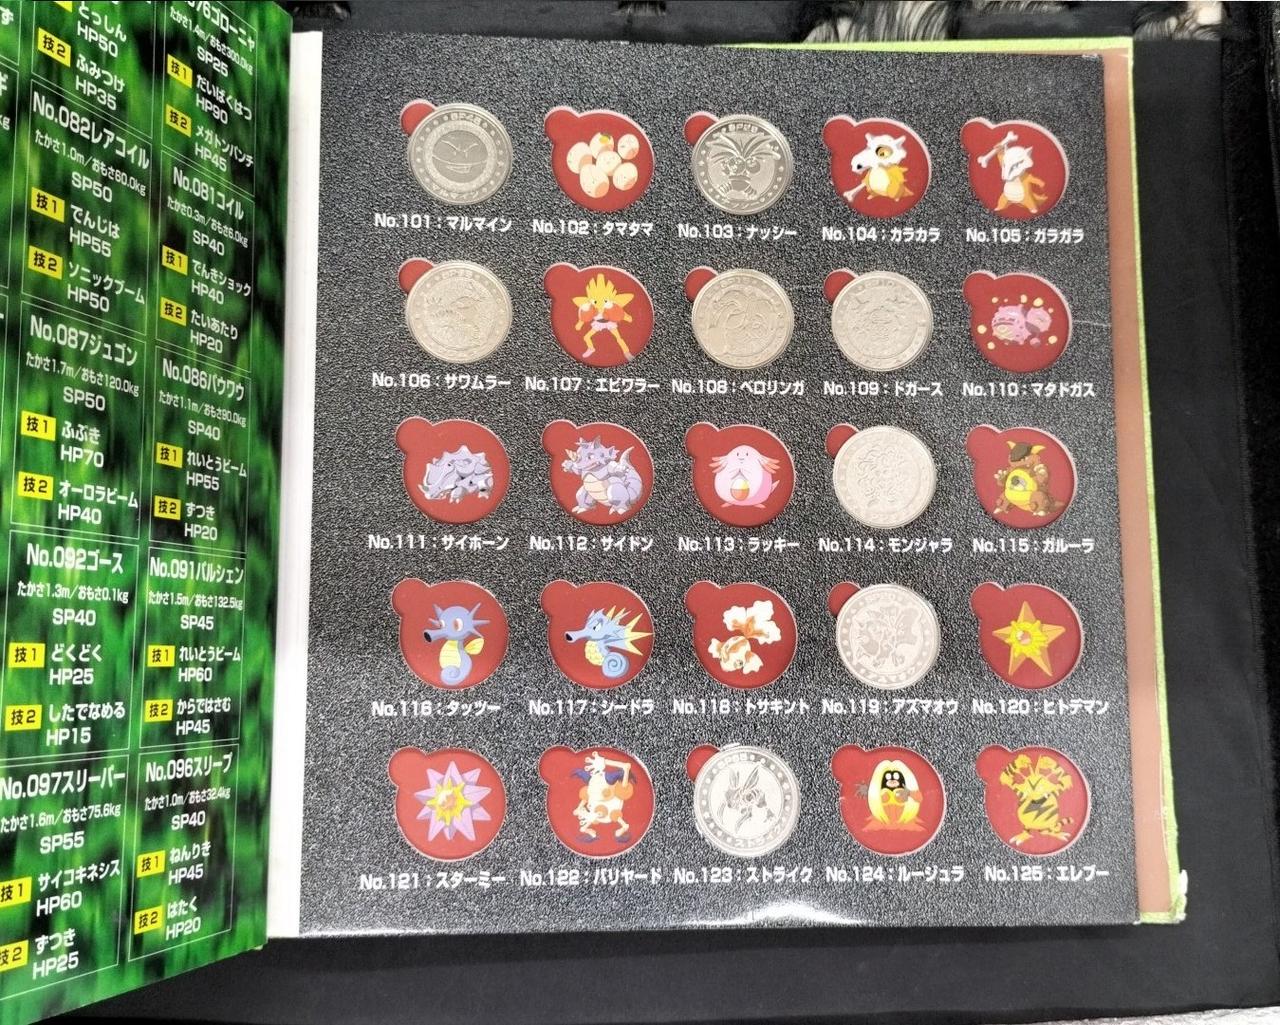 とっしん
HP50
技2 ふみつけ
HP35
No.082レアコイル
たかさ1.0m/おもさ60.0kg
SP50
技1 でんじは
HP55
技2 ソニックブーム
HP50
No.087ジュゴン
たかさ1.7m/おもさ120.0kg
SP50
技1 ふぶき
HP70
技2 オーロラビーム
HP40
No.092ゴース
たかさ1.3m/おもさ0.1kg
SP40
技1 どくどく
HP25
技2 したでなめる
HP15
No.097スリーパー
たかさ1.6m/おもさ75.6kg
SP55
技1 サイコキネシス
HP60
技2 ずつき
HP25
076ゴローニャ
たかさ1.4m/おもさ300.0kg
SP25
技1 だいばくはつ
HP90
技2 メガトンパンチ
HP45
No.081コイル
たかさ0.3m/おもさ6.0kg
SP40
技1 でんきショック
HP40
技2 たいあたり
HP20
No.086パウワウ
たかさ1.1m/おもさ90.0kg
SP40
技1 れいとうビーム
HP55
技2 ずつき
HP20
No.091パルシェン
たかさ1.5m/おもさ132.5kg
SP45
技1 れいとうビーム
HP60
技2 からではさむ
HP45
No.096スリープ
たかさ1.0m/おもさ32.4kg
SP40
技1 ねんりき
HP45
技2 はたく
HP20
No.101：マルマイン
No.102：タマタマ
No.103：ナッシー
No.104：カラカラ
No.105：ガラガラ
No.106：サワムラー
No.107：エビワラー
No.108：ベロリンガ
No.109：ドガース
No.110：マタドガス
No.111：サイホーン
No.112：サイドン
No.113：ラッキー
No.114：モンジャラ
No.115：ガルーラ
No.116：タッツー
No.117：シードラ
No.118：トサキント
No.119：アズマオウ
No.120：ヒトデマン
No.121：スターミー
No.122：バリヤード
No.123：ストライク
No.124：ルージュラ
No.125：エレブー